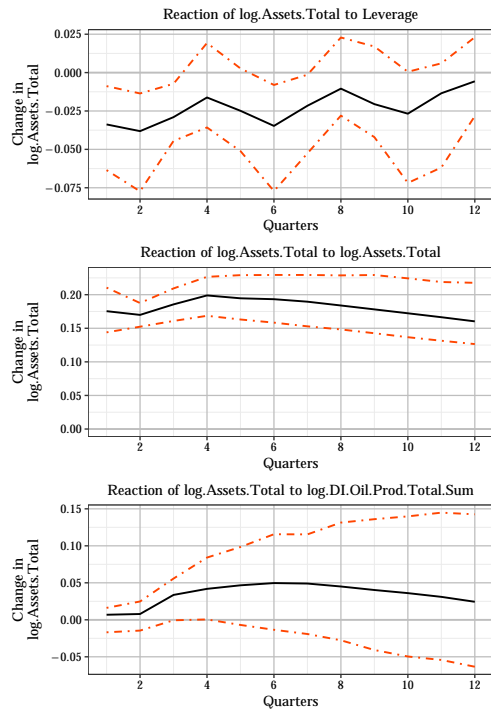 Reaction of log.Assets.Total to Leverage
Change in
log.Assets.Total
0.025
0.000
−0.025
−0.050
−0.075
2 4 6 8 10 12
Quarters
Reaction of log.Assets.Total to log.Assets.Total
Change in
log.Assets.Total
0.20
0.15
0.10
0.05
0.00
2 4 6 8 10 12
Quarters
Reaction of log.Assets.Total to log.DI.Oil.Prod.Total.Sum
Change in
log.Assets.Total
0.15
0.10
0.05
0.00
−0.05
2 4 6 8 10 12
Quarters